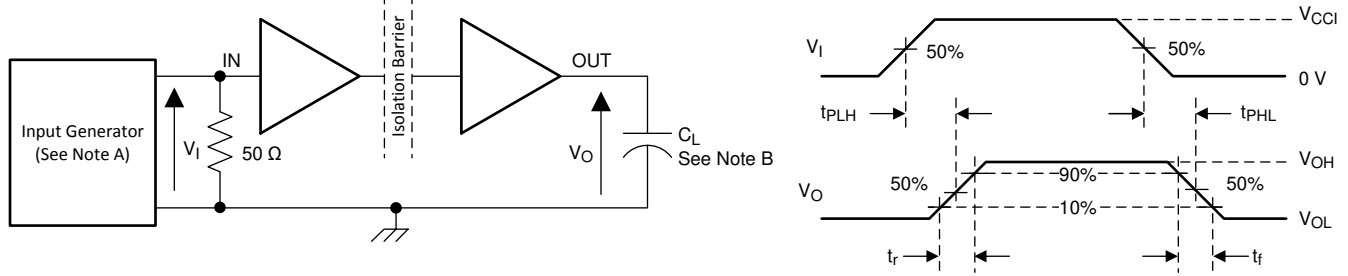 Input Generator
(See Note A)
IN
V_I
50 Ω
Isolation Barrier
OUT
V_O
C_L
See Note B
V_I
50%
50%
V_CCI
0 V
t_PLH
t_PHL
V_O
50%
90%
50%
10%
V_OH
V_OL
t_r
t_f